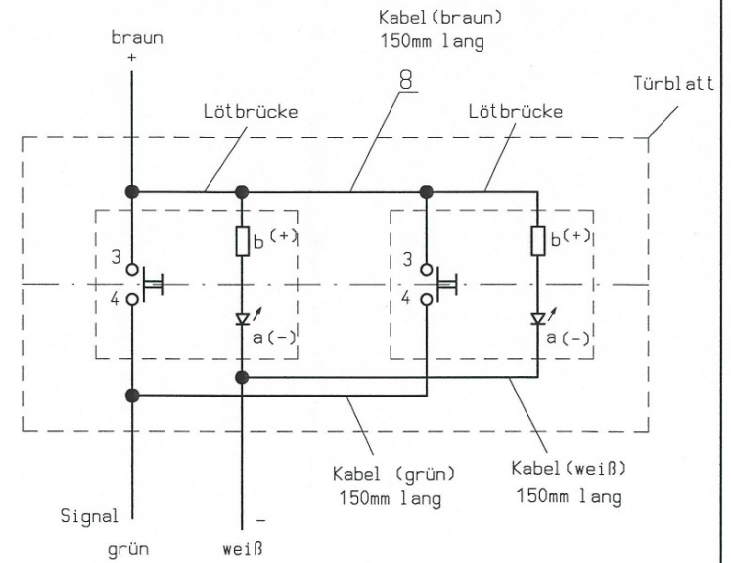 Kabel(braun)
150mm lang
braun
+
8
Türblatt
Lötbrücke
Lötbrücke
b(+)
b(+)
3
3
4
4
a(-)
a(-)
Kabel (grün)
150mm lang
Kabel(weiß)
150mm lang
Signal
-
grün
weiß